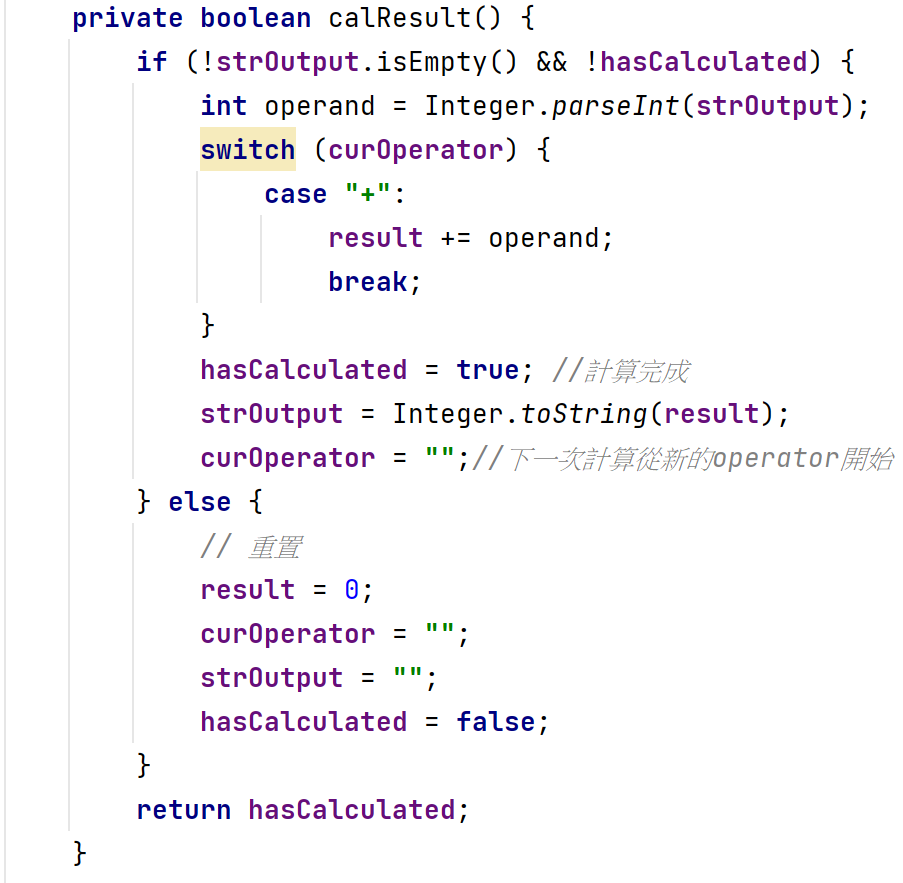 private boolean calResult() {
if (!strOutput.isEmpty() && !hasCalculated) {
int operand = Integer.parseInt(strOutput);
switch (curOperator) {
case "+":
result += operand;
break;
}
hasCalculated = true; //計算完成
strOutput = Integer.toString(result);
curOperator = "";//下一次計算從新的operator開始
} else {
// 重置
result = 0;
curOperator = "";
strOutput = "";
hasCalculated = false;
}
return hasCalculated;
}